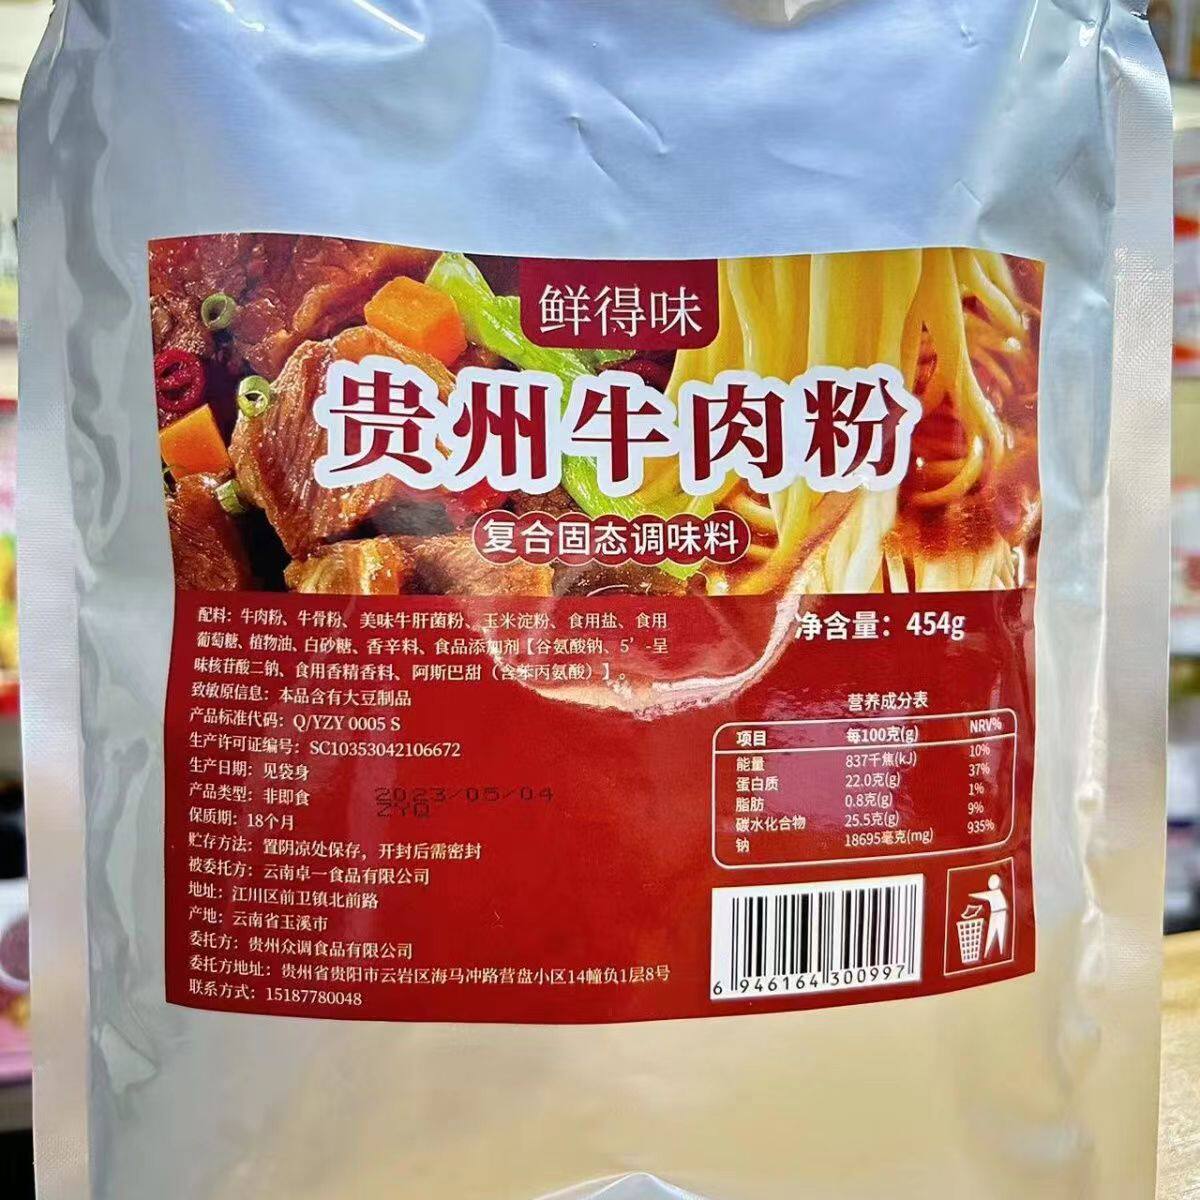 鲜得味
贵州牛肉粉
复合固态调味料
配料：牛肉粉、牛骨粉、美味牛肝菌粉、玉米淀粉、食用盐、食用
葡萄糖、植物油、白砂糖、香辛料、食品添加剂【谷氨酸钠、5’-呈
味核苷酸二钠、食用香精香料、阿斯巴甜（含苯丙氨酸）】。
致敏原信息：本品含有大豆制品
产品标准代码：Q/YZY 0005 S
生产许可证编号：SC10353042106672
生产日期：见袋身
产品类型：非即食
2023/05/04
ZYQ
保质期：18个月
贮存方法：置阴凉处保存，开封后需密封
被委托方：云南卓一食品有限公司
地址：江川区前卫镇北前路
产地：云南省玉溪市
委托方：贵州众调食品有限公司
委托方地址：贵州省贵阳市云岩区海马冲路营盘小区14幢负1层8号
联系方式：15187780048
净含量：454g
营养成分表
项目 每100克(g) NRV%
能量 837千焦(kJ) 10%
蛋白质 22.0克(g) 37%
脂肪 0.8克(g) 1%
碳水化合物 25.5克(g) 9%
钠 18695毫克(mg) 935%
6 946164 300997